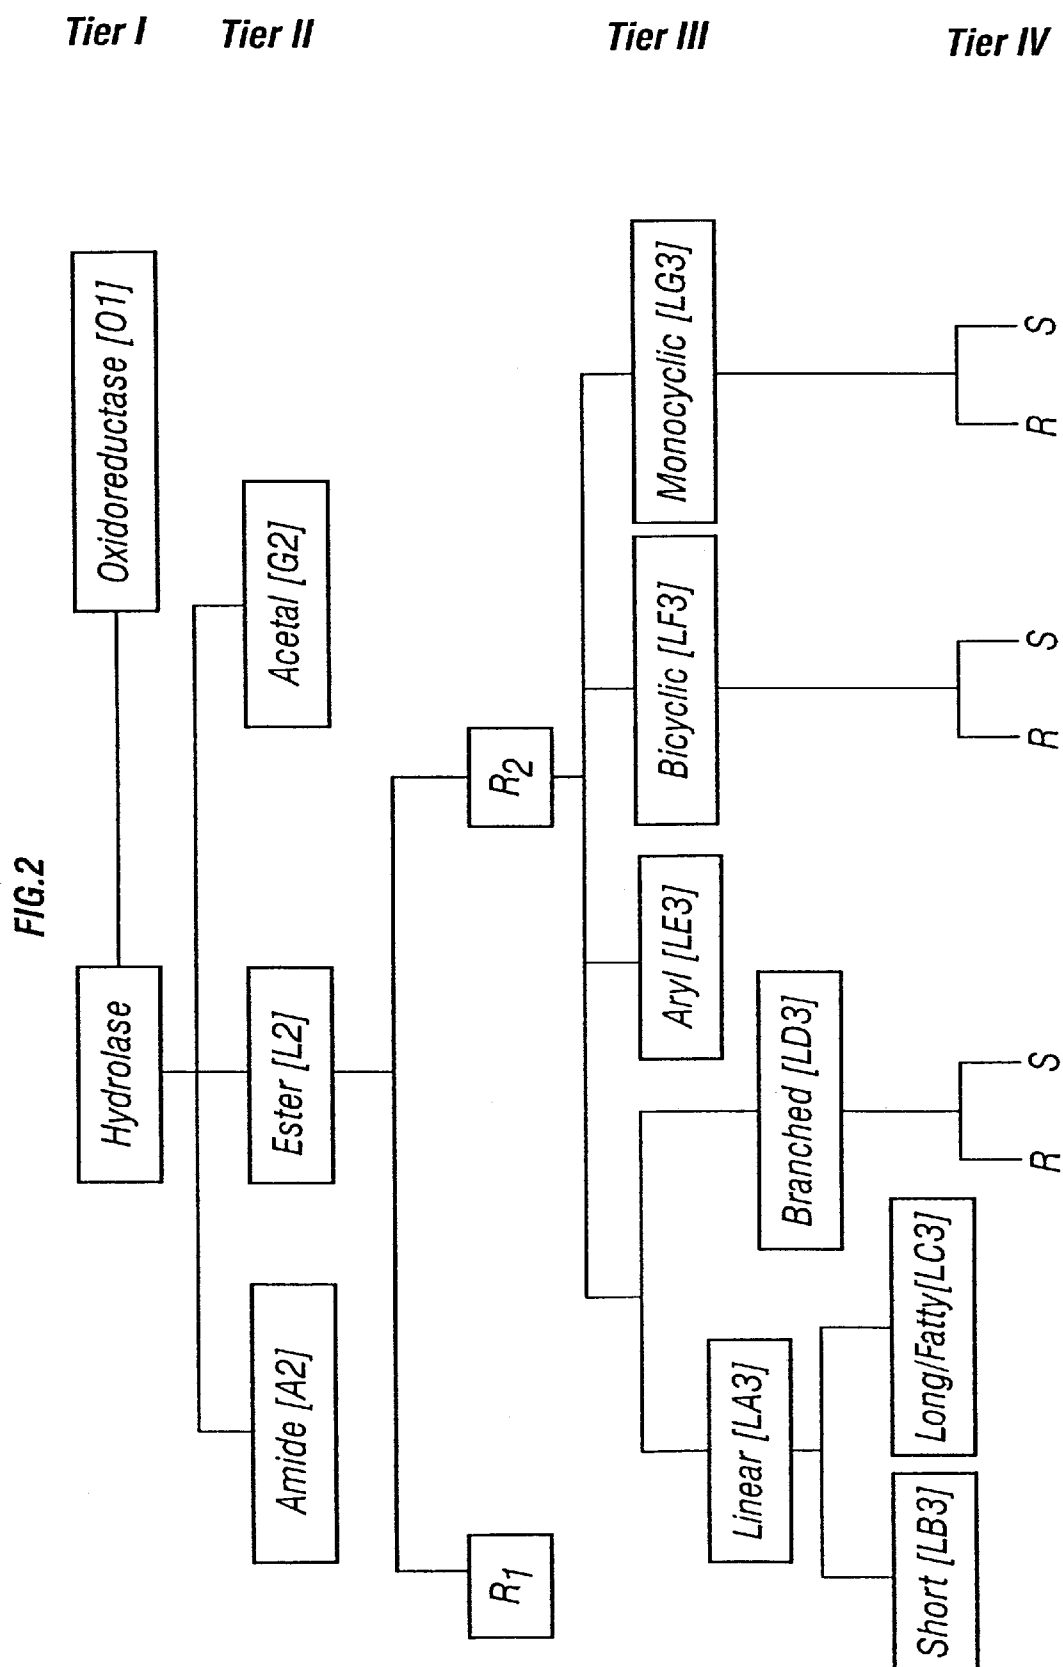 Tier I
Tier II
Tier III
Tier IV
FIG.2
Hydrolase
Oxidoreductase [O1]
Amide [A2]
Ester [L2]
Acetal [G2]
R1
R2
Linear [LA3]
Branched [LD3]
Aryl [LE3]
Bicyclic [LF3]
Monocyclic [LG3]
Short [LB3]
Long/Fatty[LC3]
R
S
R
S
R
S